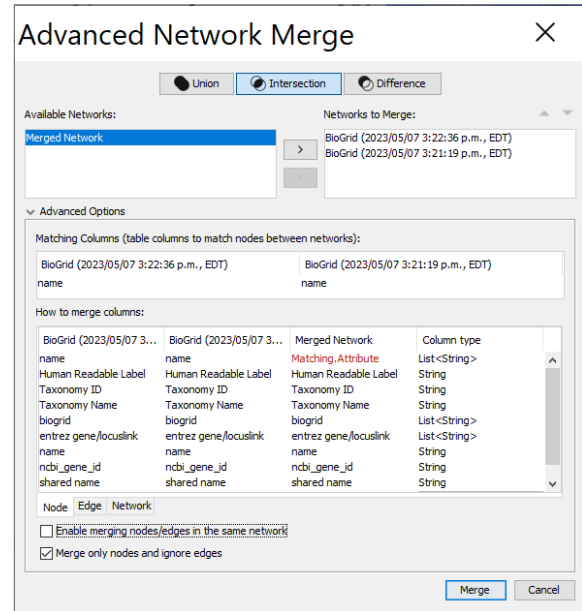 Advanced Network Merge
Union Intersection Difference
Available Networks: Networks to Merge:
Merged Network
BioGrid (2023/05/07 3:22:36 p.m., EDT)
BioGrid (2023/05/07 3:21:19 p.m., EDT)
Advanced Options
Matching Columns (table columns to match nodes between networks):
BioGrid (2023/05/07 3:22:36 p.m., EDT) BioGrid (2023/05/07 3:21:19 p.m., EDT)
name name
How to merge columns:
BioGrid (2023/05/07 3... BioGrid (2023/05/07 3... Merged Network Column type
name name Matching.Attribute List<String>
Human Readable Label Human Readable Label Human Readable Label String
Taxonomy ID Taxonomy ID Taxonomy ID String
Taxonomy Name Taxonomy Name Taxonomy Name String
biogrid biogrid biogrid List<String>
entrez gene/locuslink entrez gene/locuslink entrez gene/locuslink List<String>
name name name String
ncbi_gene_id ncbi_gene_id ncbi_gene_id String
shared name shared name shared name String
Node Edge Network
Enable merging nodes/edges in the same network
Merge only nodes and ignore edges
Merge Cancel